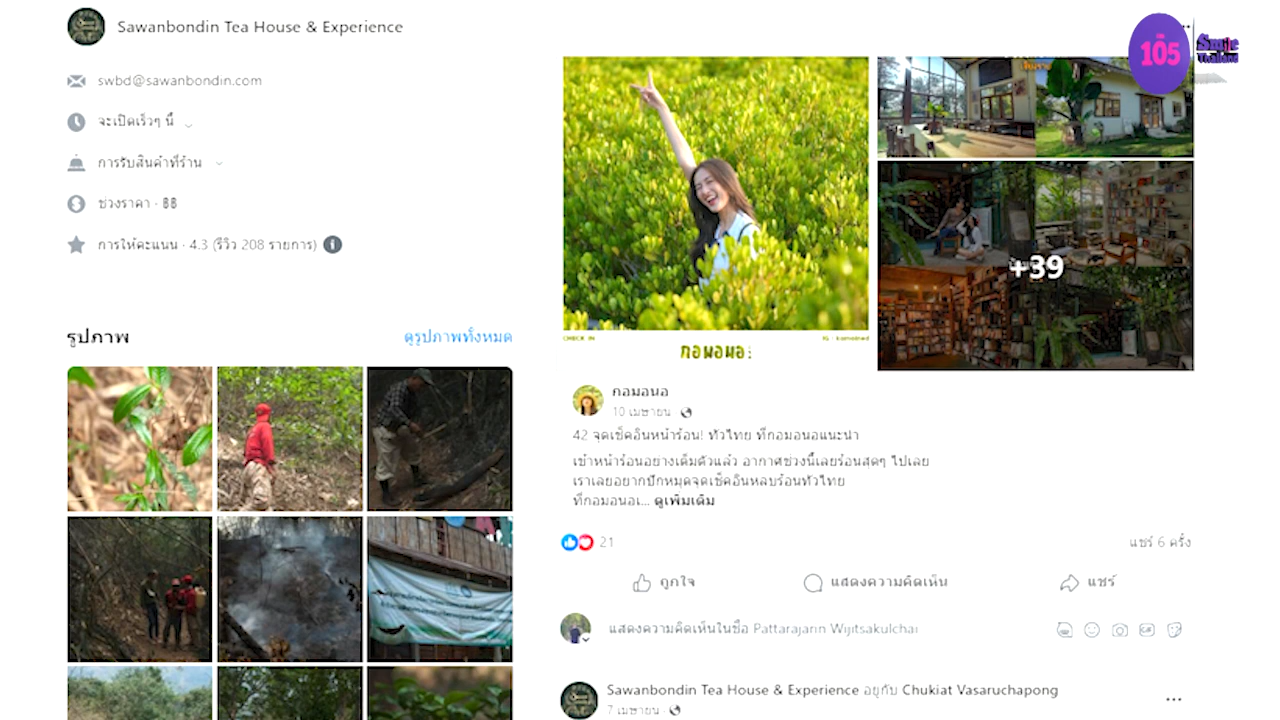 Sawanbondin Tea House & Experience
swbd@sawanbondin.com
จะเปิดเร็วๆ นี้
การรับสินค้าที่ร้าน
ช่วงราคา · ฿฿
การให้คะแนน · 4.3 (รีวิว 208 รายการ)
รูปภาพ
ดูรูปภาพทั้งหมด
105
Smile
Thailand
+39
CHECK IN
กอมอนอ
กอมอนอ
10 เมษายน
42 จุดเช็คอินหน้าร้อน! ทั่วไทย ที่กอมอนอแนะนำ
เข้าหน้าร้อนอย่างเต็มตัวแล้ว อากาศช่วงนี้เลยร้อนสุดๆ ไปเลย
เราเลยอยากปักหมุดจุดเช็คอินหลบร้อนทั่วไทย
ที่กอมอนอเ... ดูเพิ่มเติม
21
แชร์ 6 ครั้ง
ถูกใจ
แสดงความคิดเห็น
แชร์
แสดงความคิดเห็นในชื่อ Pattarajarin Wijitsakulchai
Sawanbondin Tea House & Experience อยู่กับ Chukiat Vasaruchapong
7 เมษายน ·